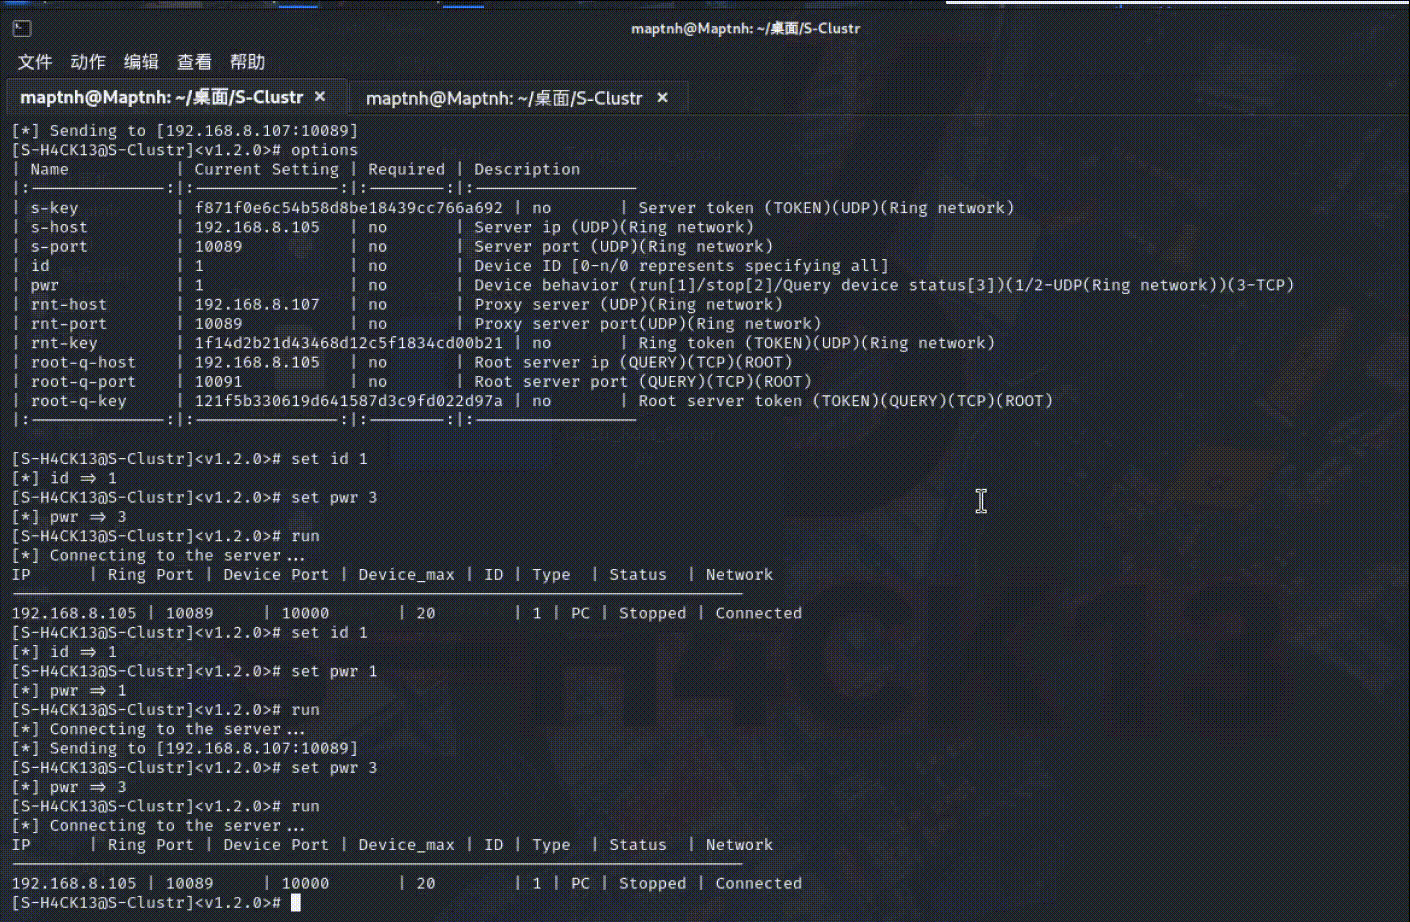 maptnh@Maptnh: ~/桌面/S-Clustr
文件 动作 编辑 查看 帮助
maptnh@Maptnh: ~/桌面/S-Clustr × maptnh@Maptnh: ~/桌面/S-Clustr ×
[*] Sending to [192.168.8.107:10089]
[S-H4CK13@S-Clustr]<v1.2.0># options
| Name | Current Setting | Required | Description
|:--------------:|:---------------:|:--------:|:-----------------
| s-key | f871f0e6c54b58d8be18439cc766a692 | no | Server token (TOKEN)(UDP)(Ring network)
| s-host | 192.168.8.105 | no | Server ip (UDP)(Ring network)
| s-port | 10089 | no | Server port (UDP)(Ring network)
| id | 1 | no | Device ID [0-n/0 represents specifying all]
| pwr | 1 | no | Device behavior (run[1]/stop[2]/Query device status[3])(1/2-UDP(Ring network))(3-TCP)
| rnt-host | 192.168.8.107 | no | Proxy server (UDP)(Ring network)
| rnt-port | 10089 | no | Proxy server port(UDP)(Ring network)
| rnt-key | 1f14d2b21d43468d12c5f1834cd00b21 | no | Ring token (TOKEN)(UDP)(Ring network)
| root-q-host | 192.168.8.105 | no | Root server ip (QUERY)(TCP)(ROOT)
| root-q-port | 10091 | no | Root server port (QUERY)(TCP)(ROOT)
| root-q-key | 121f5b330619d641587d3c9fd022d97a | no | Root server token (TOKEN)(QUERY)(TCP)(ROOT)
|:--------------:|:---------------:|:--------:|:-----------------
[S-H4CK13@S-Clustr]<v1.2.0># set id 1
[*] id => 1
[S-H4CK13@S-Clustr]<v1.2.0># set pwr 3
[*] pwr => 3
[S-H4CK13@S-Clustr]<v1.2.0># run
[*] Connecting to the server...
IP | Ring Port | Device Port | Device_max | ID | Type | Status | Network
192.168.8.105 | 10089 | 10000 | 20 | 1 | PC | Stopped | Connected
[S-H4CK13@S-Clustr]<v1.2.0># set id 1
[*] id => 1
[S-H4CK13@S-Clustr]<v1.2.0># set pwr 1
[*] pwr => 1
[S-H4CK13@S-Clustr]<v1.2.0># run
[*] Connecting to the server...
[*] Sending to [192.168.8.107:10089]
[S-H4CK13@S-Clustr]<v1.2.0># set pwr 3
[*] pwr => 3
[S-H4CK13@S-Clustr]<v1.2.0># run
[*] Connecting to the server...
IP | Ring Port | Device Port | Device_max | ID | Type | Status | Network
192.168.8.105 | 10089 | 10000 | 20 | 1 | PC | Stopped | Connected
[S-H4CK13@S-Clustr]<v1.2.0>#